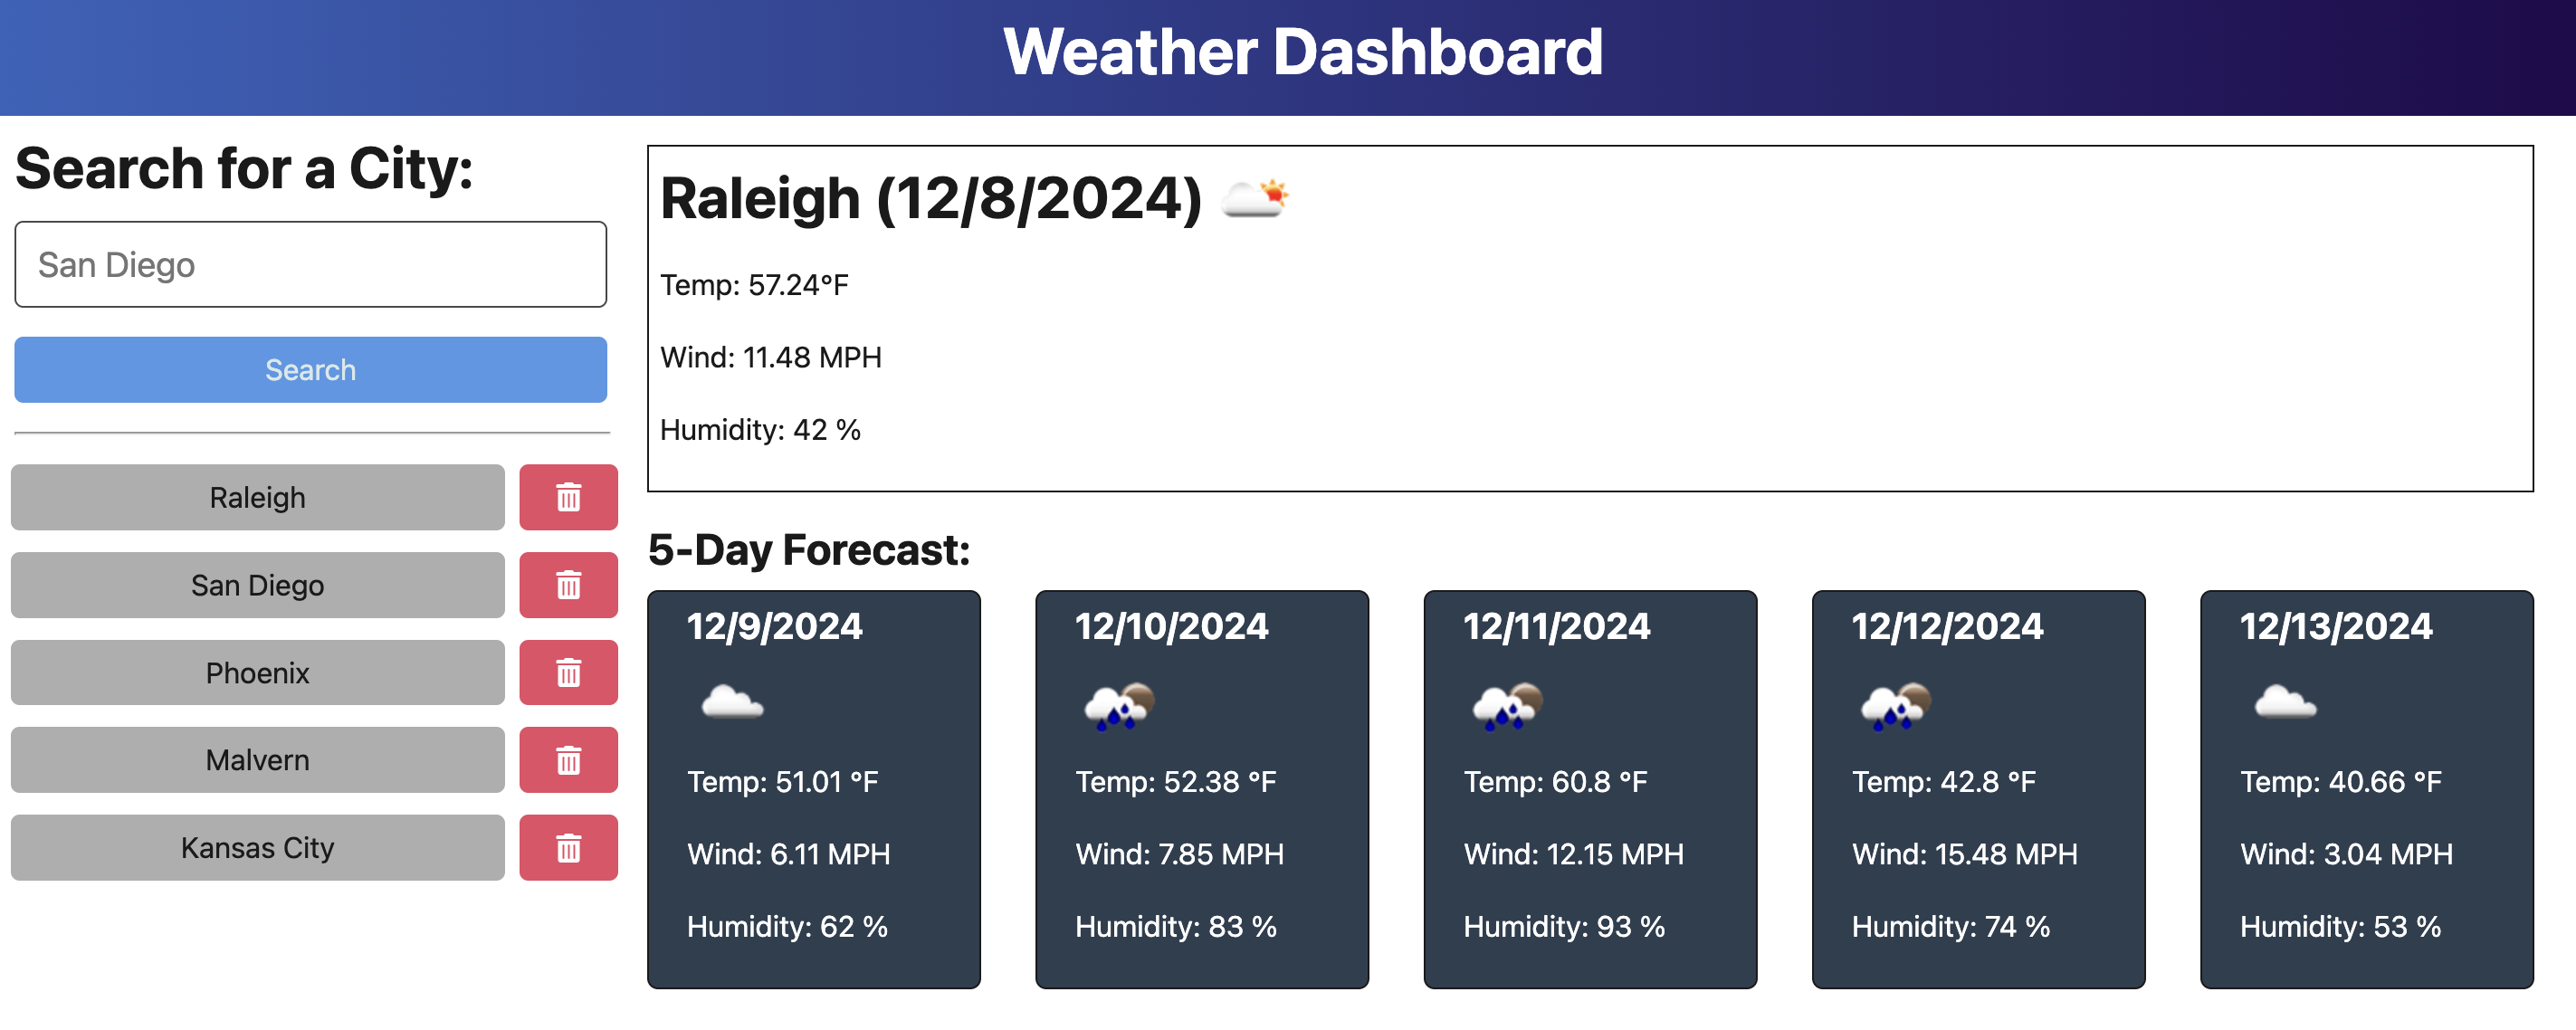 Weather Dashboard
Search for a City:
San Diego
Search
Raleigh
San Diego
Phoenix
Malvern
Kansas City
Raleigh (12/8/2024)
Temp: 57.24°F
Wind: 11.48 MPH
Humidity: 42 %
5-Day Forecast:
12/9/2024
Temp: 51.01 °F
Wind: 6.11 MPH
Humidity: 62 %
12/10/2024
Temp: 52.38 °F
Wind: 7.85 MPH
Humidity: 83 %
12/11/2024
Temp: 60.8 °F
Wind: 12.15 MPH
Humidity: 93 %
12/12/2024
Temp: 42.8 °F
Wind: 15.48 MPH
Humidity: 74 %
12/13/2024
Temp: 40.66 °F
Wind: 3.04 MPH
Humidity: 53 %